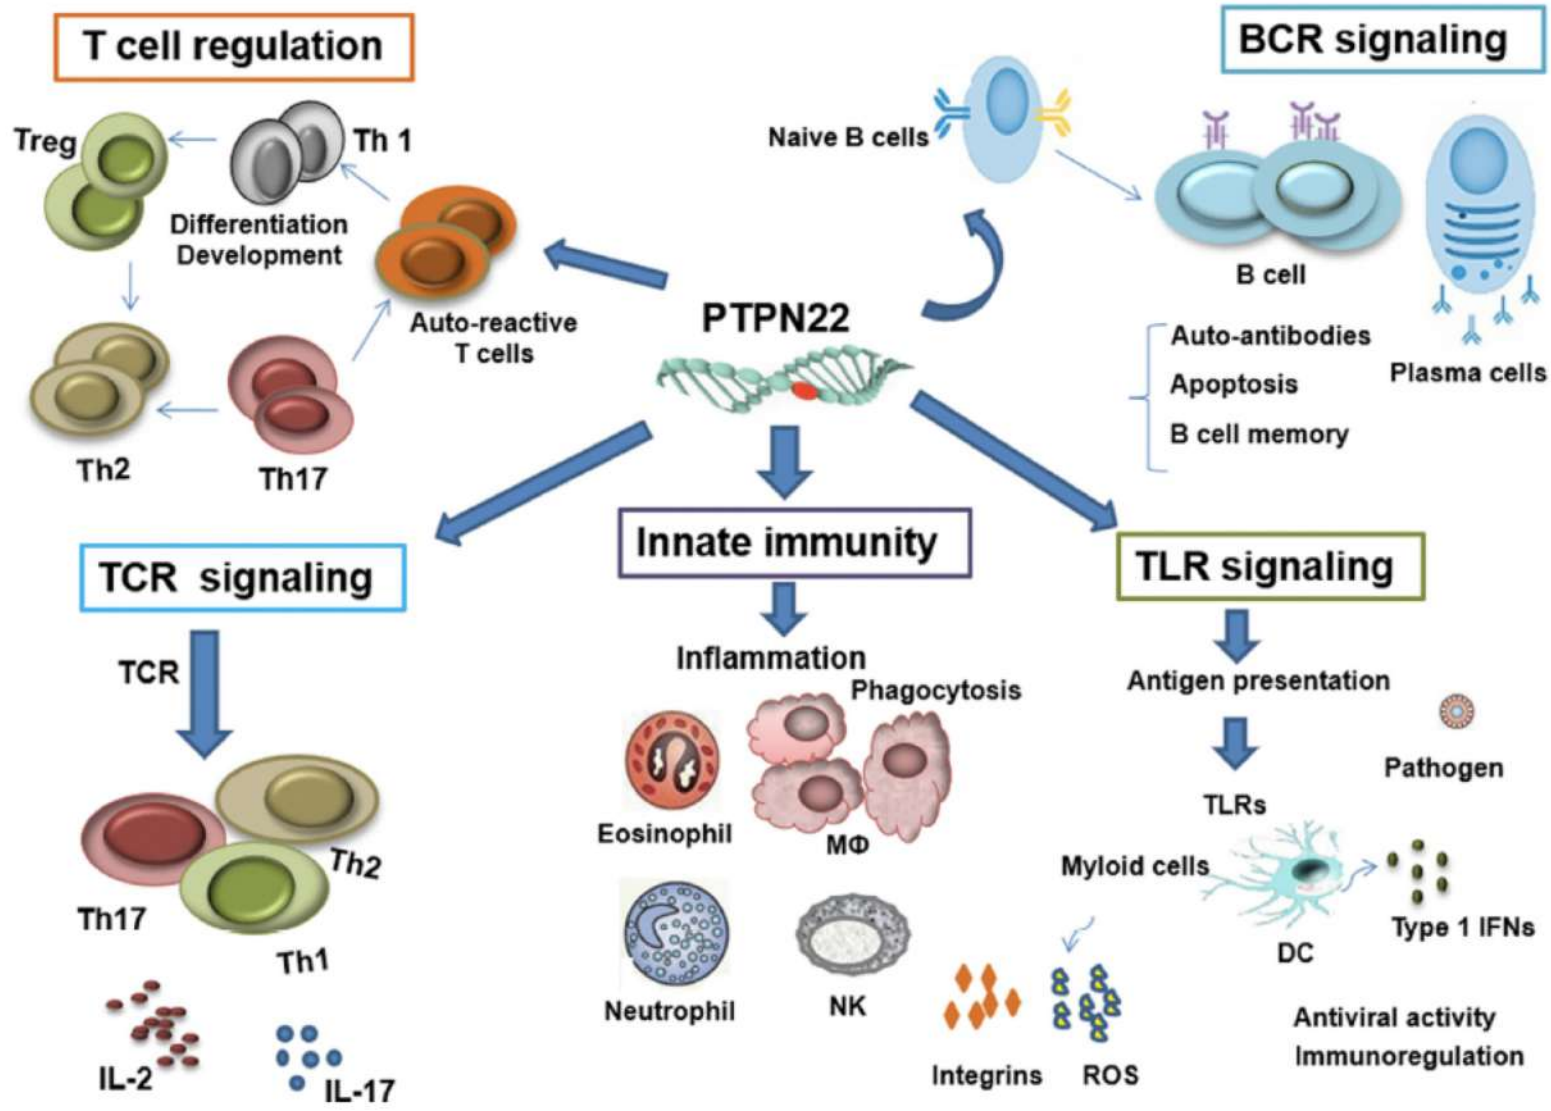 T cell regulation
BCR signaling
Treg
Th 1
Differentiation
Development
Auto-reactive
T cells
Th2
Th17
Naive B cells
B cell
Auto-antibodies
Apoptosis
B cell memory
Plasma cells
PTPN22
TCR signaling
TCR
Th17
Th2
Th1
IL-2
IL-17
Innate immunity
Inflammation
Phagocytosis
Eosinophil
MΦ
Neutrophil
NK
Integrins
ROS
TLR signaling
Antigen presentation
Pathogen
TLRs
Myloid cells
DC
Type 1 IFNs
Antiviral activity
Immunoregulation